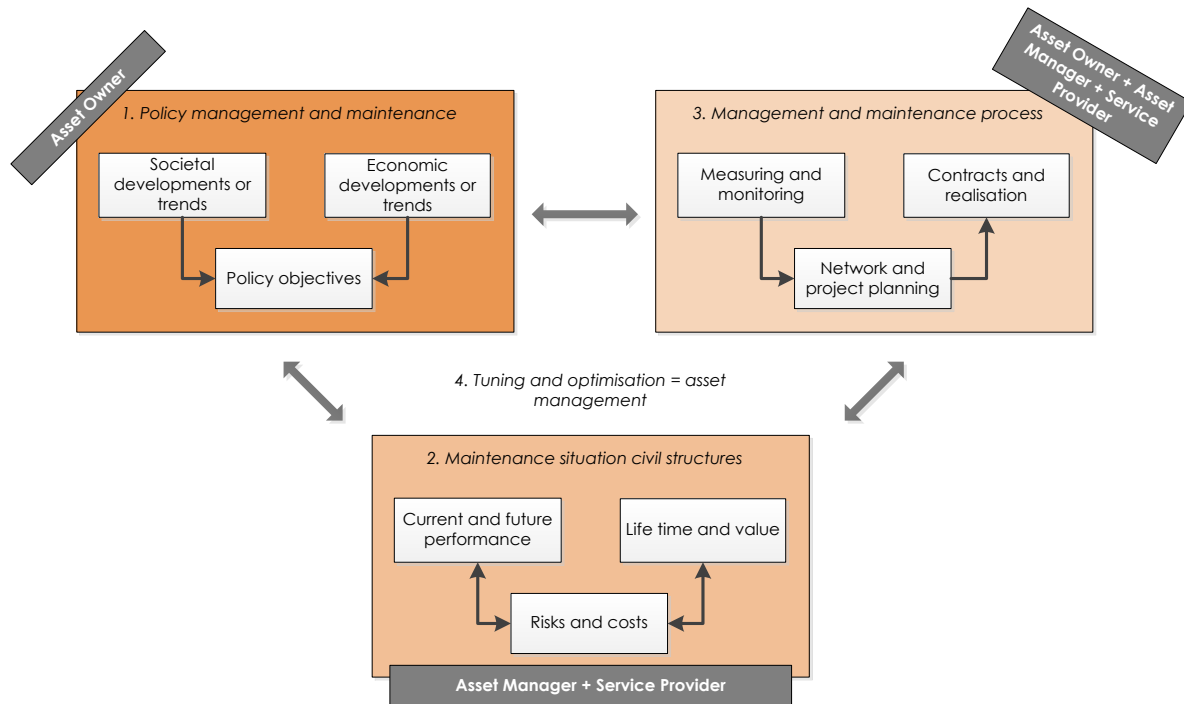 Asset Owner
1. Policy management and maintenance
Societal
developments or
trends
Economic
developments or
trends
Policy objectives
Asset Owner + Asset
Manager + Service
Provider
3. Management and maintenance process
Measuring and
monitoring
Contracts and
realisation
Network and
project planning
4. Tuning and optimisation = asset
management
2. Maintenance situation civil structures
Current and future
performance
Life time and value
Risks and costs
Asset Manager + Service Provider